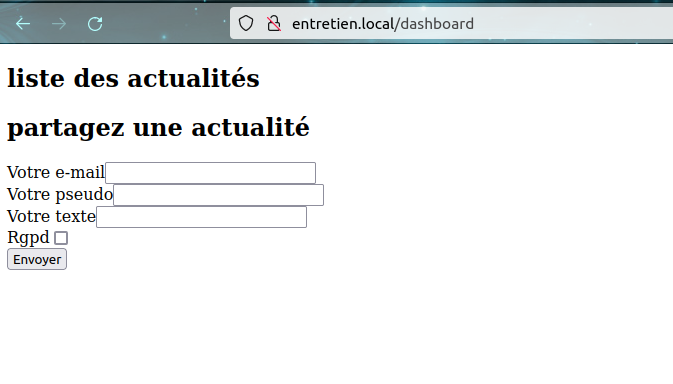 entretien.local/dashboard
liste des actualités
partagez une actualité
Votre e-mail
Votre pseudo
Votre texte
Rgpd
Envoyer